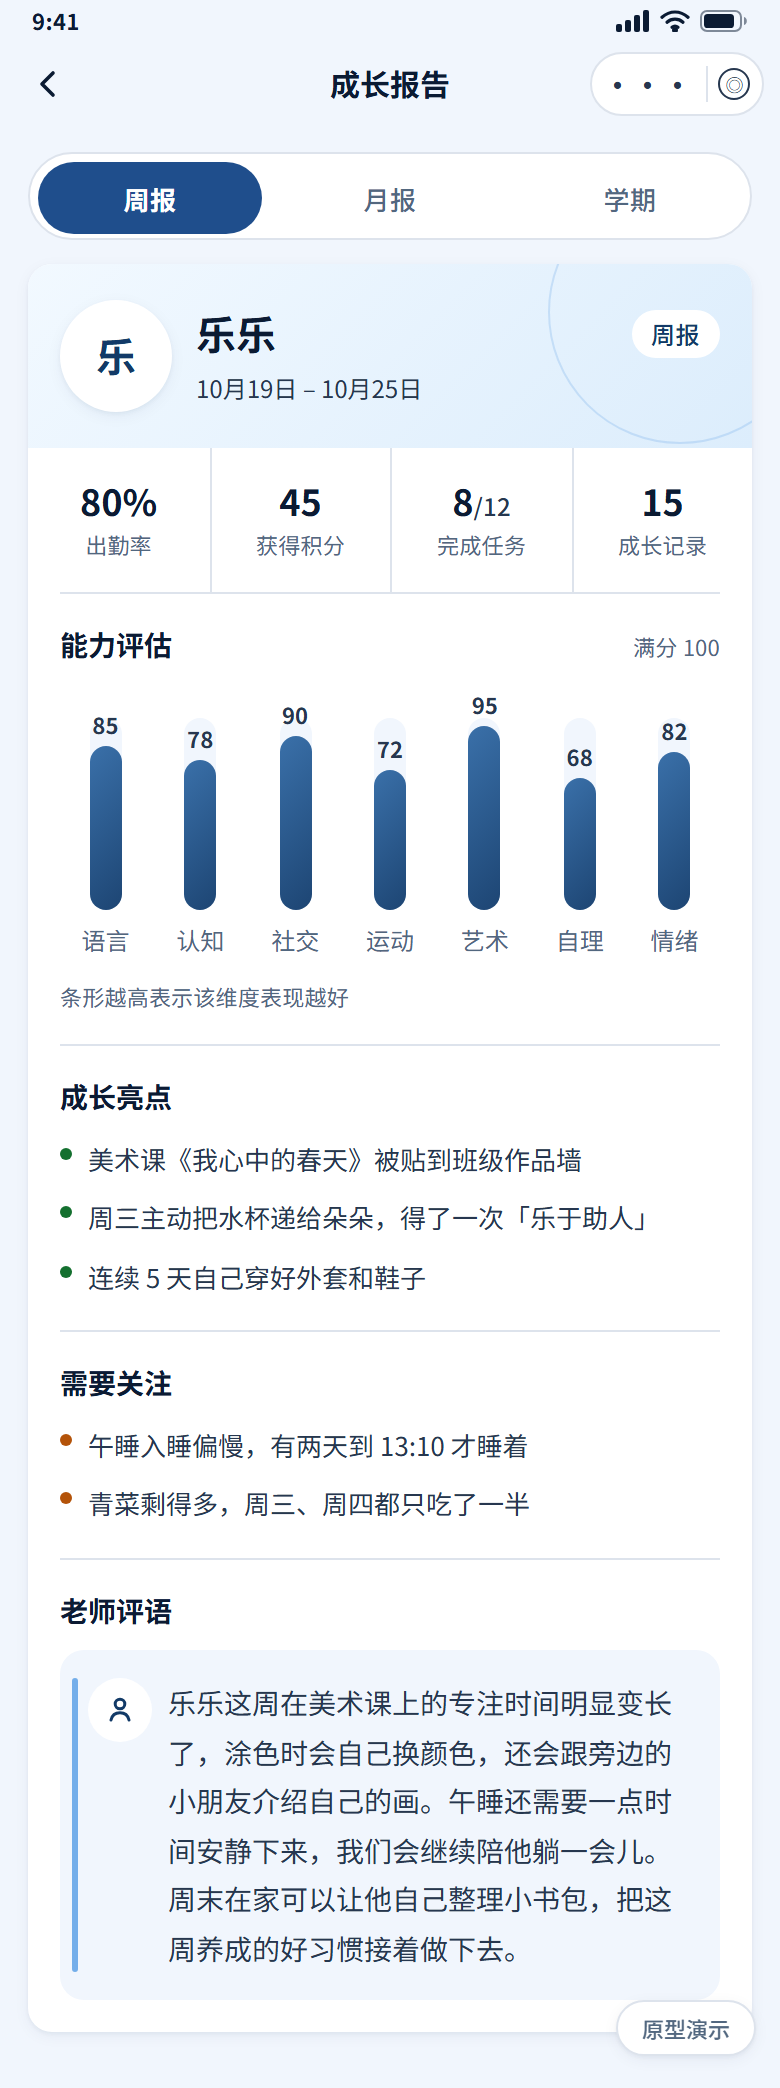 9:41
成长报告
周报
月报
学期
乐
乐乐
10月19日 – 10月25日
周报
80%
出勤率
45
获得积分
8/12
完成任务
15
成长记录
能力评估
满分 100
85
78
90
72
95
68
82
语言
认知
社交
运动
艺术
自理
情绪
条形越高表示该维度表现越好
成长亮点
美术课《我心中的春天》被贴到班级作品墙
周三主动把水杯递给朵朵，得了一次「乐于助人」
连续 5 天自己穿好外套和鞋子
需要关注
午睡入睡偏慢，有两天到 13:10 才睡着
青菜剩得多，周三、周四都只吃了一半
老师评语
乐乐这周在美术课上的专注时间明显变长
了，涂色时会自己换颜色，还会跟旁边的
小朋友介绍自己的画。午睡还需要一点时
间安静下来，我们会继续陪他躺一会儿。
周末在家可以让他自己整理小书包，把这
周养成的好习惯接着做下去。
原型演示